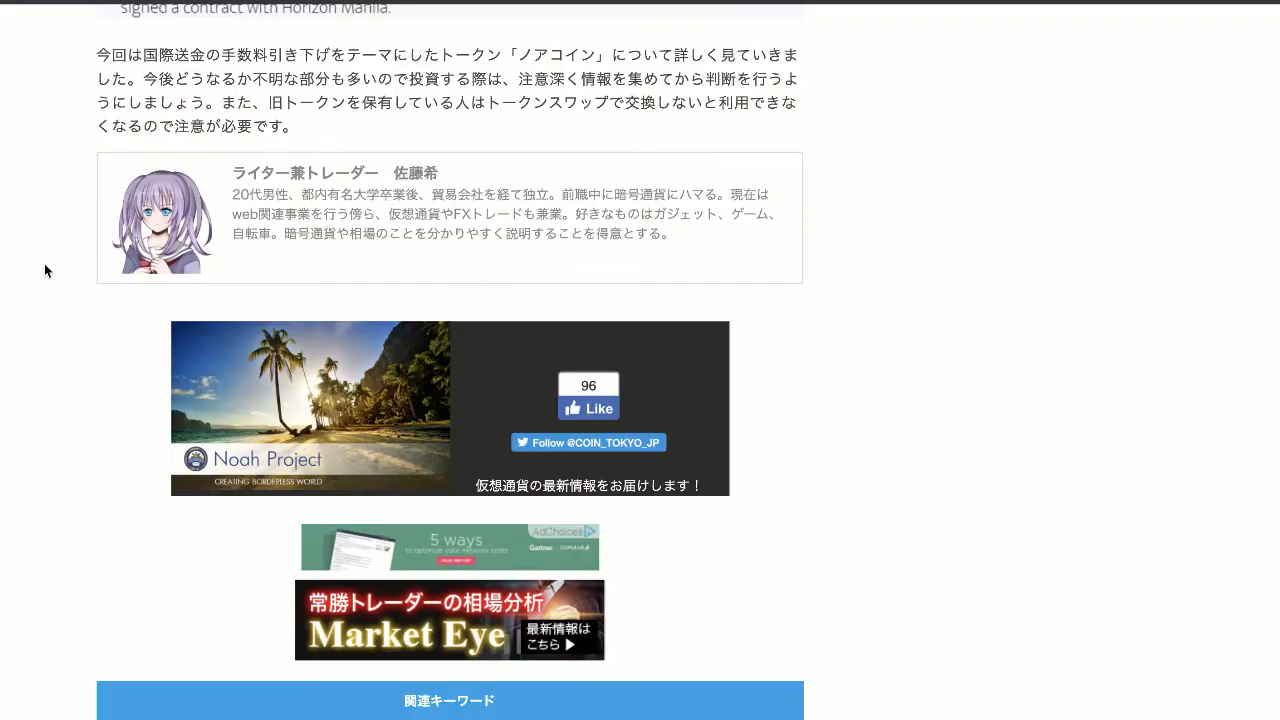 signed a contract with Horizon Manila.
今回は国際送金の手数料引き下げをテーマにしたトークン「ノアコイン」について詳しく見ていきま
した。今後どうなるか不明な部分も多いので投資する際は、注意深く情報を集めてから判断を行うよ
うにしましょう。また、旧トークンを保有している人はトークンスワップで交換しないと利用できな
くなるので注意が必要です。
ライター兼トレーダー 佐藤希
20代男性、都内有名大学卒業後、貿易会社を経て独立。前職中に暗号通貨にハマる。現在は
web関連事業を行う傍ら、仮想通貨やFXトレードも兼業。好きなものはガジェット、ゲーム、
自転車。暗号通貨や相場のことを分かりやすく説明することを得意とする。
96
Like
Follow @COIN_TOKYO_JP
Noah Project
CREATING BORDERLESS WORLD
仮想通貨の最新情報をお届けします！
AdChoices
5 ways
to optimize your network costs
Gartner
常勝トレーダーの相場分析
Market Eye
最新情報は
こちら ▶
関連キーワード